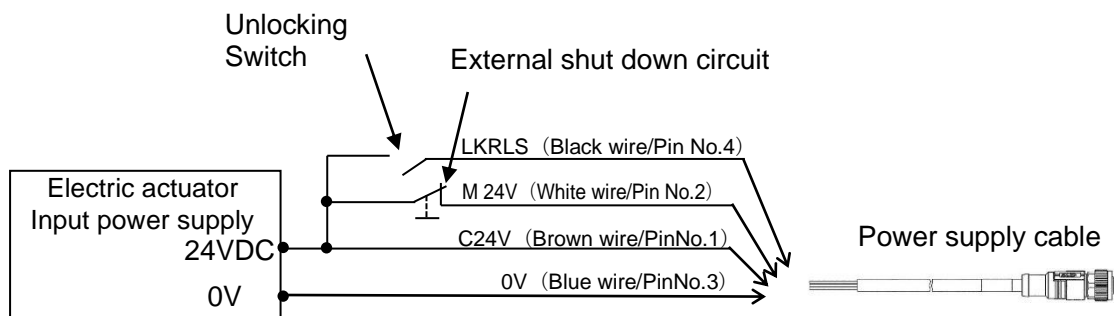 Unlocking
Switch
External shut down circuit
LKRLS（Black wire/Pin No.4)
Electric actuator
Input power supply
M 24V（White wire/Pin No.2)
24VDC
C24V（Brown wire/PinNo.1)
Power supply cable
0V
0V（Blue wire/PinNo.3)